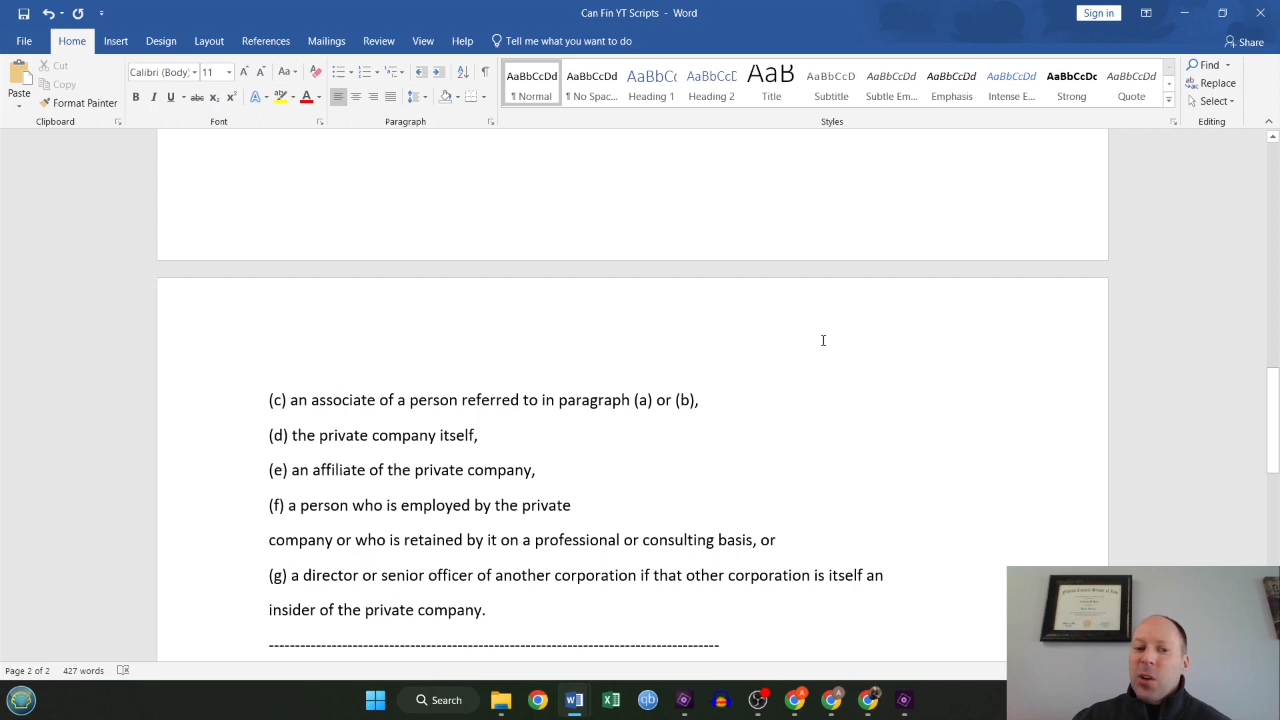 Can Fin YT Scripts - Word
Sign in
File Home Insert Design Layout References Mailings Review View Help Tell me what you want to do Share
Paste Cut Copy Format Painter
Calibri (Body) 11
B I U abc X₂ X² A Aa
AaBbCcDd AaBbCcDd AaBbCc AaBbCcD AaB AaBbCcD AaBbCcDd AaBbCcDd AaBbCcDd AaBbCcDc AaBbCcDd
¶ Normal ¶ No Spac... Heading 1 Heading 2 Title Subtitle Subtle Em... Emphasis Intense E... Strong Quote
Find
Replace
Select
Clipboard Font Paragraph Styles Editing
(c) an associate of a person referred to in paragraph (a) or (b),
(d) the private company itself,
(e) an affiliate of the private company,
(f) a person who is employed by the private
company or who is retained by it on a professional or consulting basis, or
(g) a director or senior officer of another corporation if that other corporation is itself an
insider of the private company.
------------------------------------------------------------------------------------------
Page 2 of 2 427 words
Search